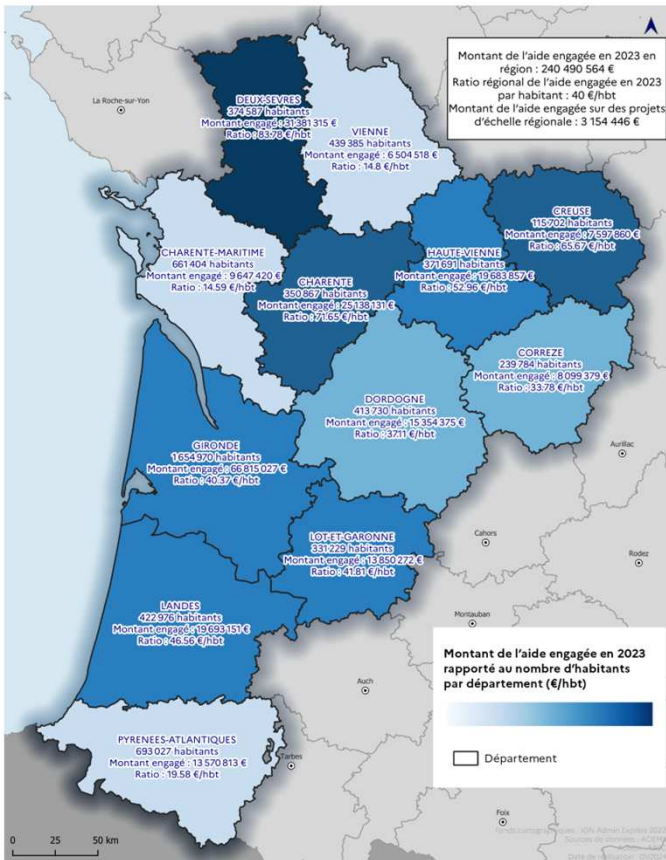 Montant de l'aide engagée en 2023 en
région : 240 490 564 €
Ratio régional de l'aide engagée en 2023
par habitant : 40 €/hbt
Montant de l'aide engagée sur des projets
d'échelle régionale : 3 154 446 €
La Roche-sur-Yon
DEUX-SEVRES
374 587 habitants
Montant engagé : 31 381 315 €
Ratio : 83.78 €/hbt
VIENNE
439 385 habitants
Montant engagé : 6 504 518 €
Ratio : 14.8 €/hbt
CREUSE
115 702 habitants
Montant engagé : 7 597 860 €
Ratio : 65.67 €/hbt
CHARENTE-MARITIME
661 404 habitants
Montant engagé : 9 647 420 €
Ratio : 14.59 €/hbt
CHARENTE
350 867 habitants
Montant engagé : 25 138 131 €
Ratio : 71.65 €/hbt
HAUTE-VIENNE
371 691 habitants
Montant engagé : 19 683 857 €
Ratio : 52.96 €/hbt
CORREZE
239 784 habitants
Montant engagé : 8 099 379 €
Ratio : 33.78 €/hbt
DORDOGNE
413 730 habitants
Montant engagé : 15 354 375 €
Ratio : 37.11 €/hbt
GIRONDE
1 654 970 habitants
Montant engagé : 66 815 027 €
Ratio : 40.37 €/hbt
Aurillac
LOT-ET-GARONNE
331 229 habitants
Montant engagé : 13 850 272 €
Ratio : 41.81 €/hbt
Cahors
Rodez
LANDES
422 976 habitants
Montant engagé : 19 693 151 €
Ratio : 46.56 €/hbt
Montauban
Auch
Montant de l'aide engagée en 2023
rapporté au nombre d'habitants
par département (€/hbt)
Département
PYRENEES-ATLANTIQUES
693 027 habitants
Montant engagé : 13 570 813 €
Ratio : 19.58 €/hbt
Tarbes
Foix
0 25 50 km